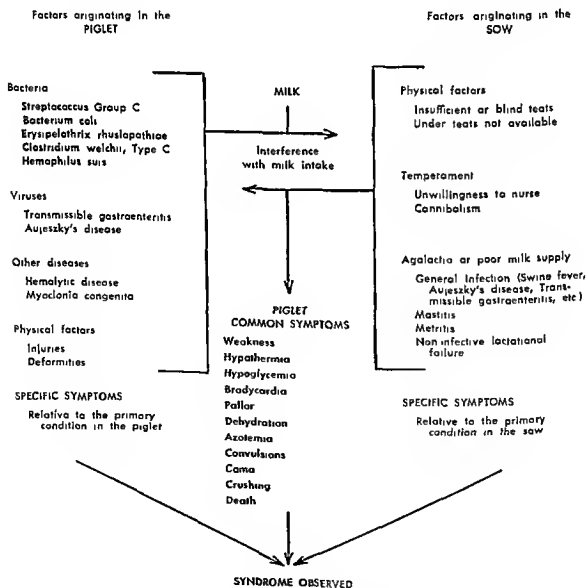 Factors originating in the
PIGLET
Bacteria
Streptococcus Group C
Bacterium coli
Erysipelothrix rhusiopathiae
Clostridium welchii, Type C
Hemophilus suis
Viruses
Transmissible gastroenteritis
Aujeszky's disease
Other diseases
Hemolytic disease
Myoclonia congenita
Physical factors
Injuries
Deformities
SPECIFIC SYMPTOMS
Relative to the primary
condition in the piglet
MILK
Interference
with milk intake
PIGLET
COMMON SYMPTOMS
Weakness
Hypothermia
Hypoglycemia
Bradycardia
Pallor
Dehydration
Azotemia
Convulsions
Coma
Crushing
Death
Factors originating in the
SOW
Physical factors
Insufficient or blind teats
Under teats not available
Temperament
Unwillingness to nurse
Cannibalism
Agalactia or poor milk supply
General Infection (Swine fever,
Aujeszky's disease, Trans-
missible gastroenteritis, etc)
Mastitis
Metritis
Non infective lactational
failure
SPECIFIC SYMPTOMS
Relative to the primary
condition in the sow
SYNDROME OBSERVED